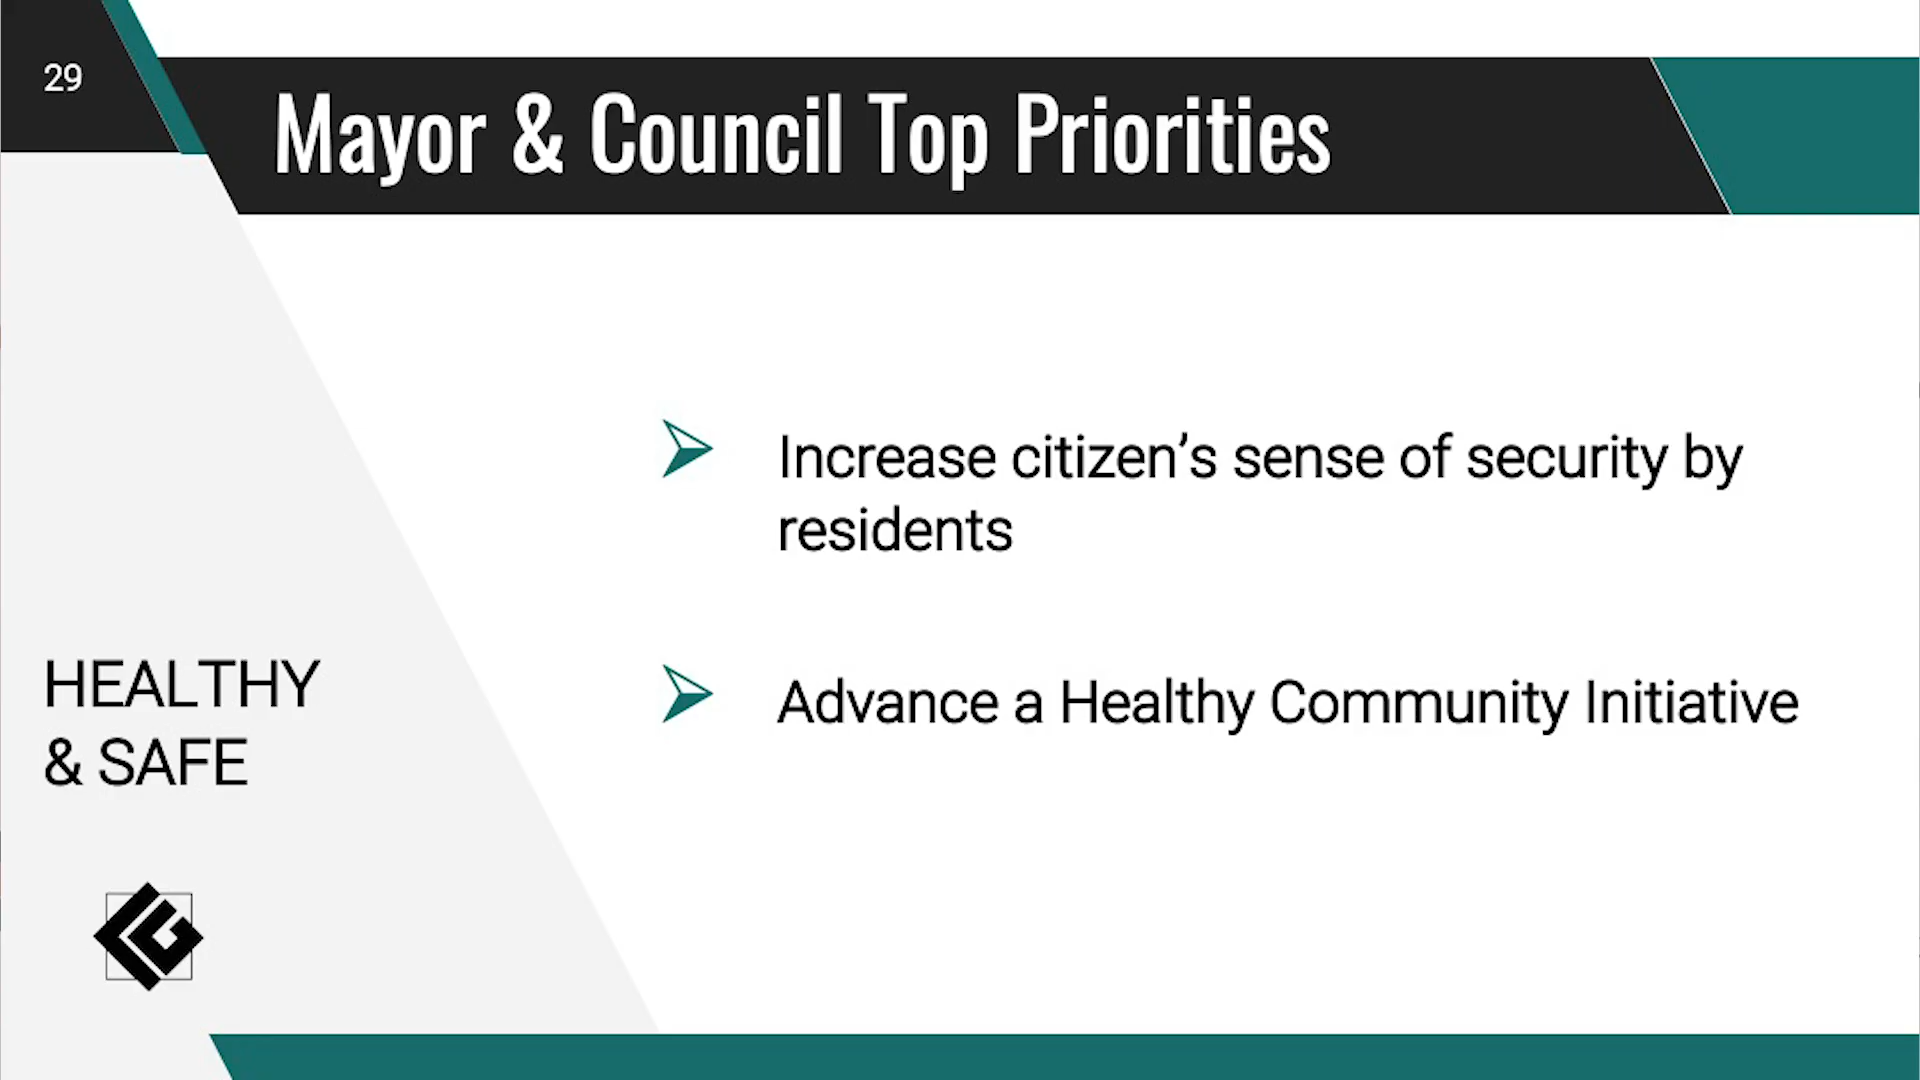 29
Mayor & Council Top Priorities
Increase citizen’s sense of security by
residents
Advance a Healthy Community Initiative
HEALTHY
& SAFE